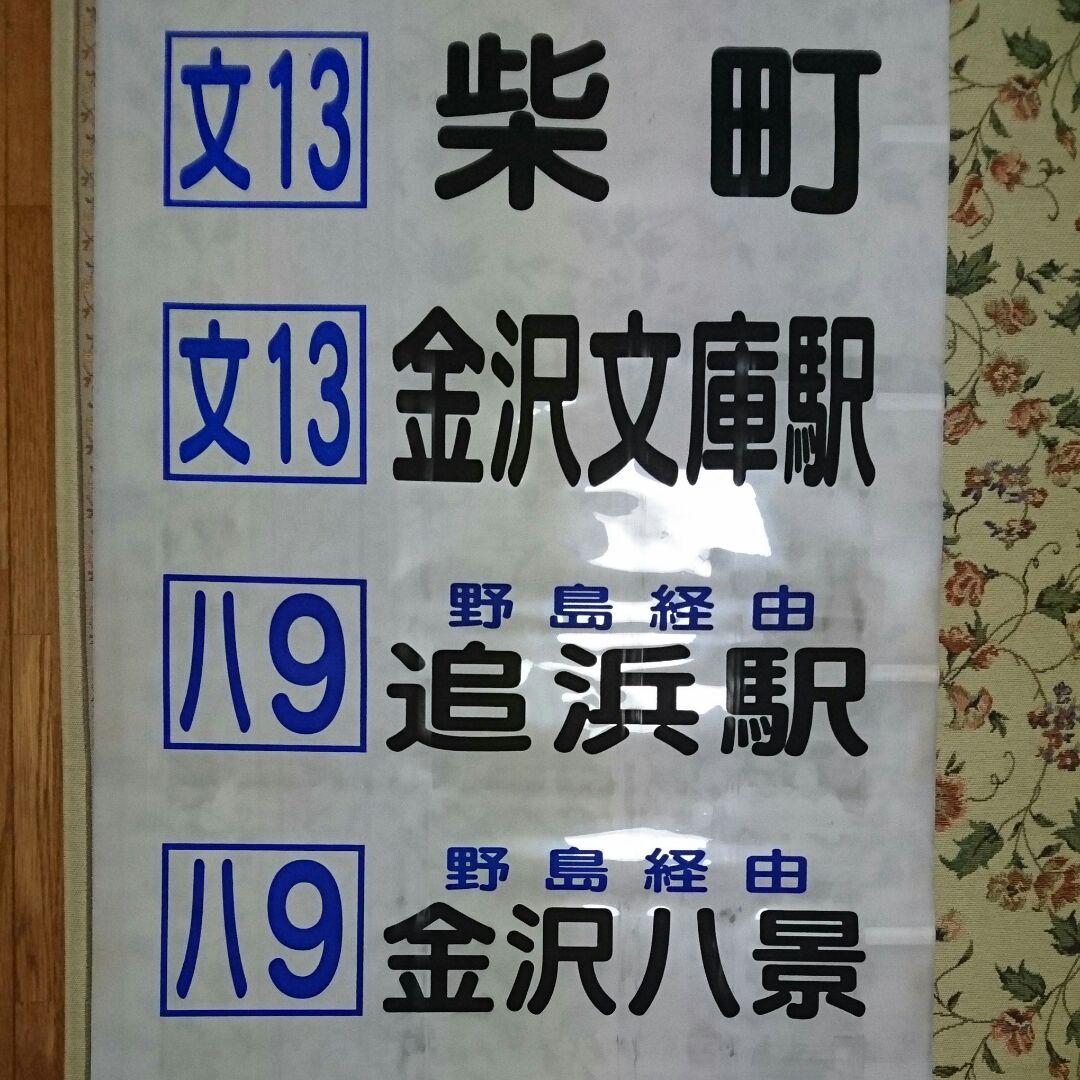 文13 柴町
文13 金沢文庫駅
野島経由
八9 追浜駅
野島経由
八9 金沢八景